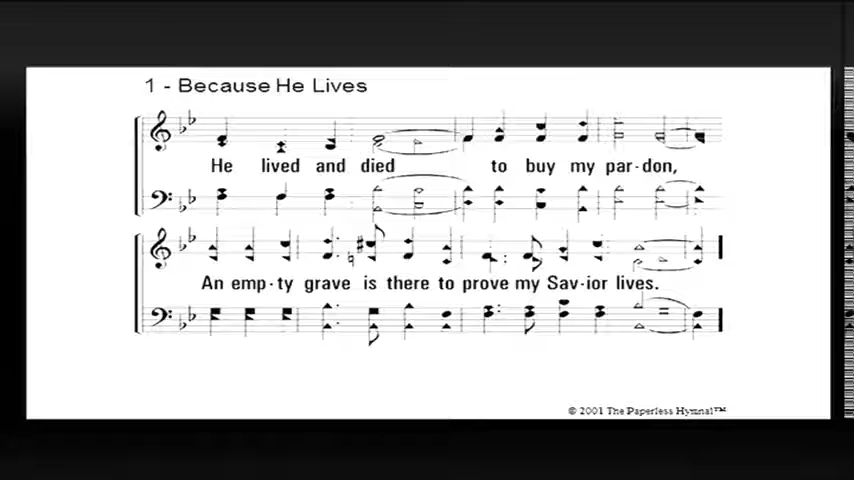 1 - Because He Lives
He lived and died to buy my par-don,
An emp-ty grave is there to prove my Sav-ior lives.
© 2001 The Paperless Hymnal™